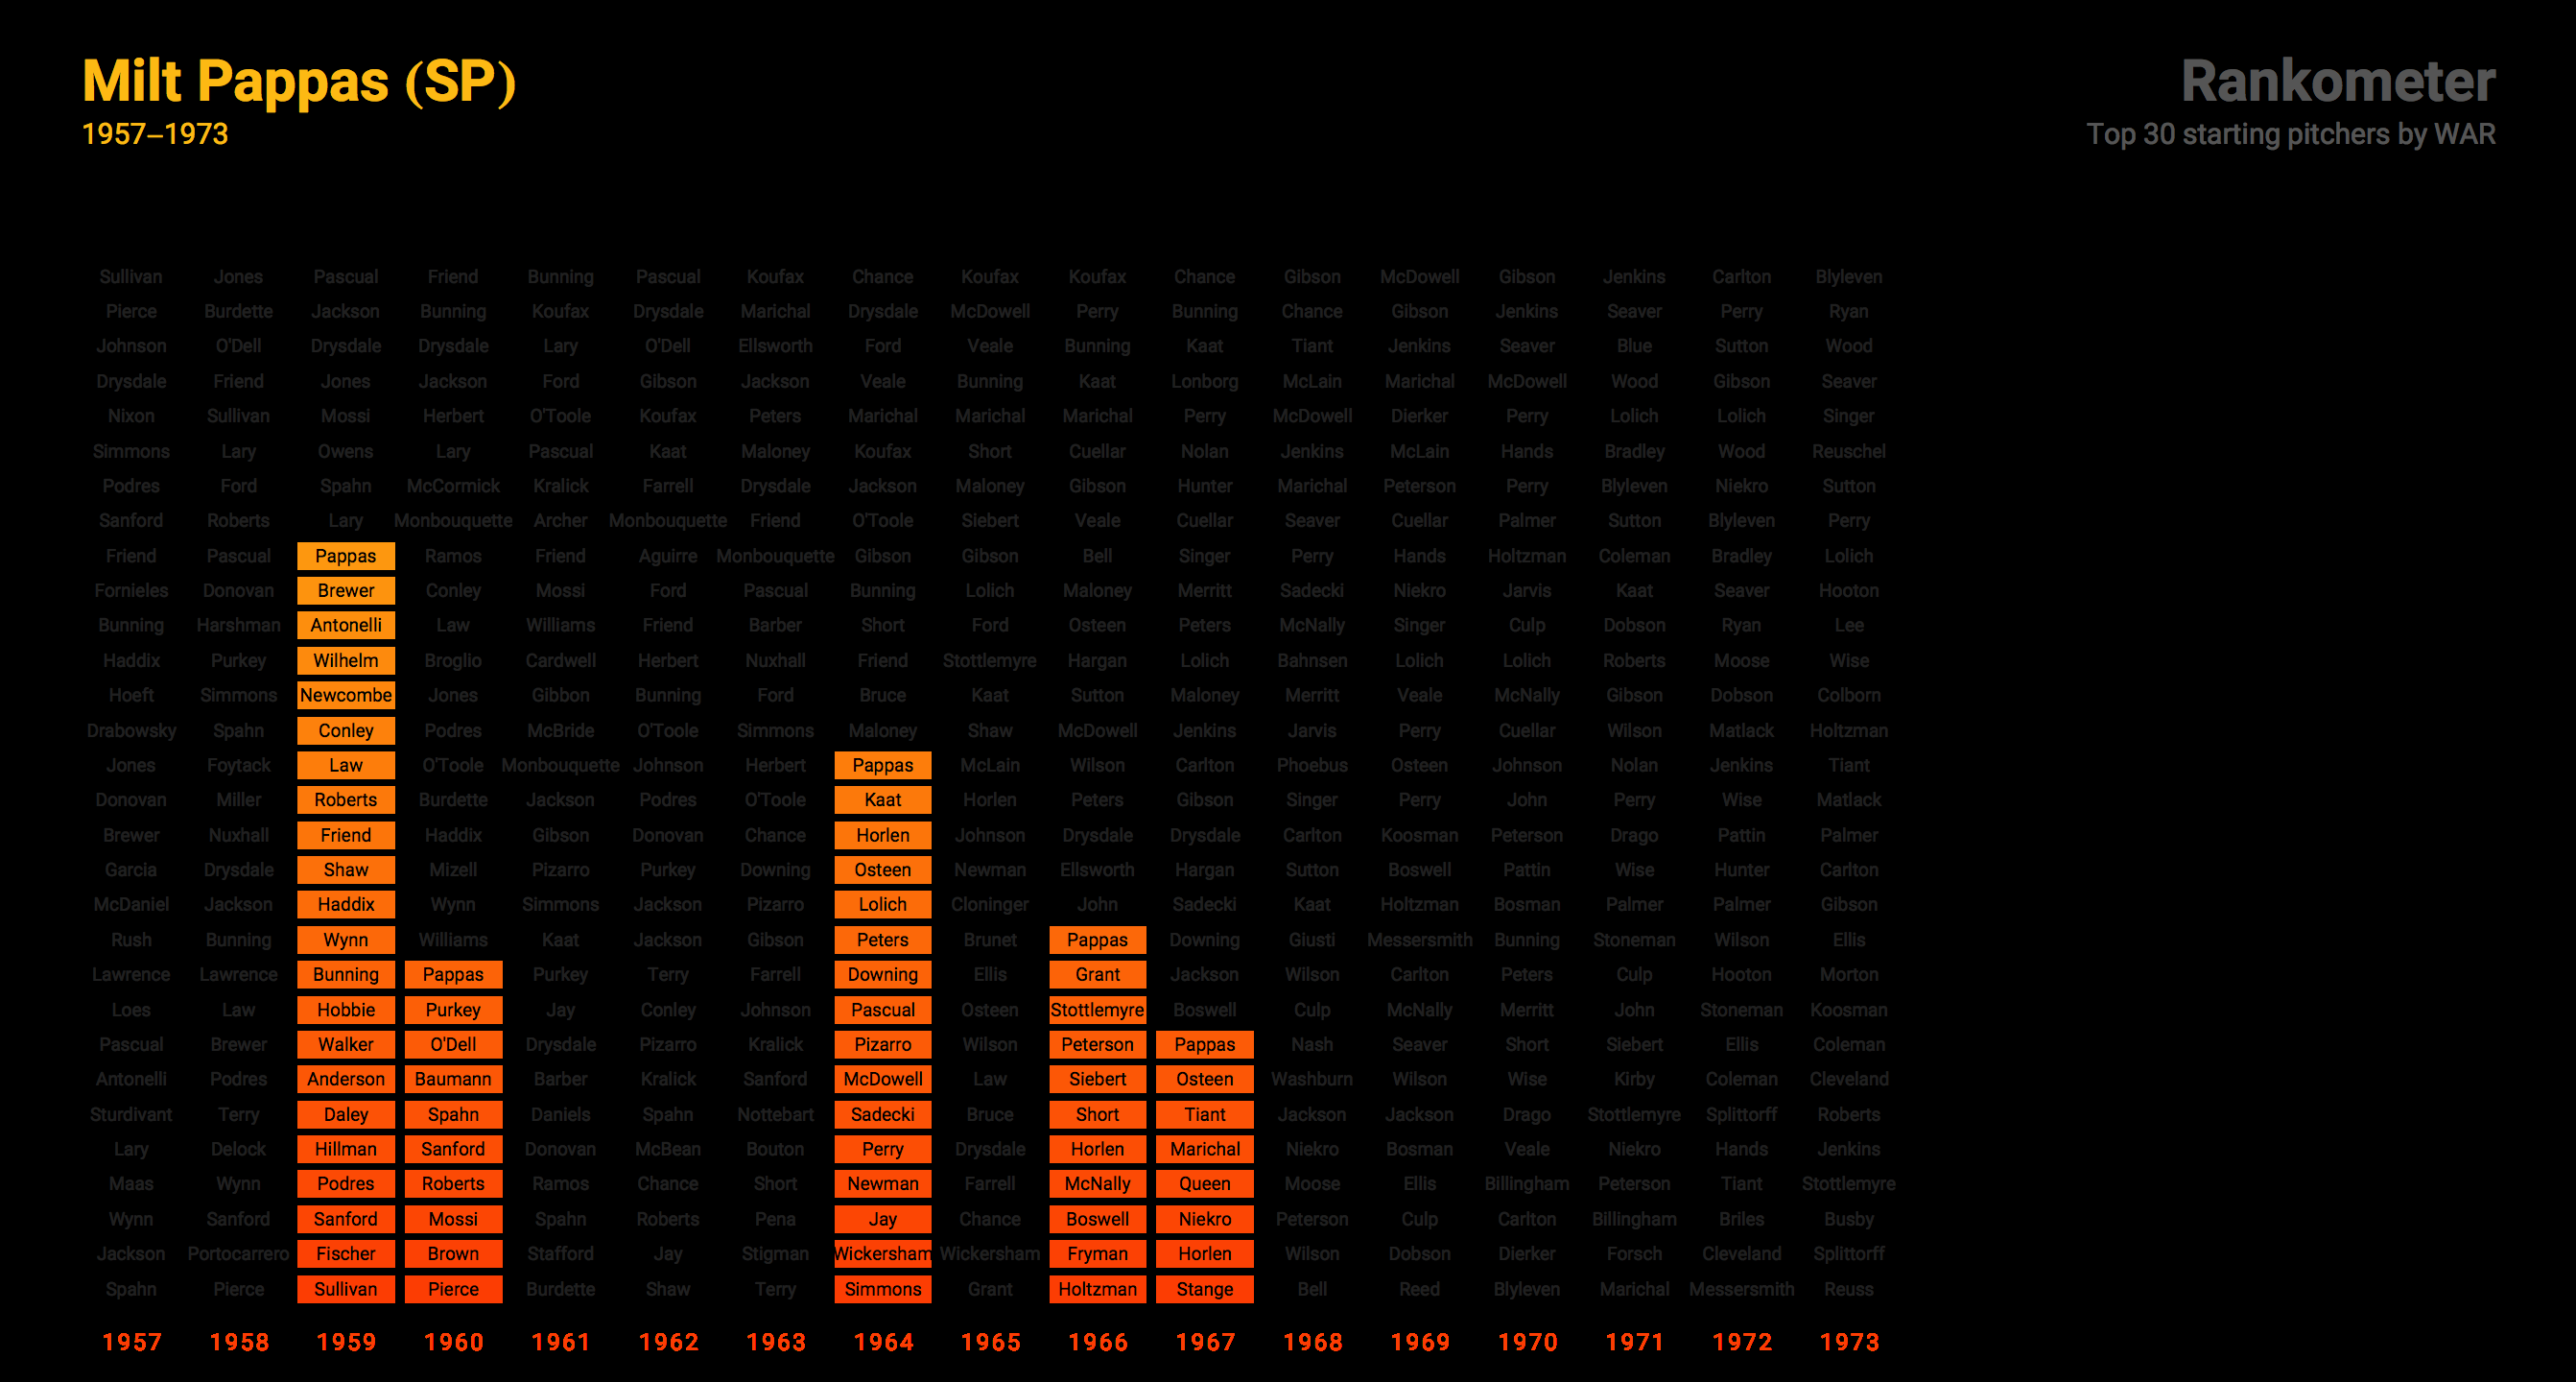 Milt Pappas (SP)
1957–1973
Rankometer
Top 30 starting pitchers by WAR
Sullivan Jones Pascual Friend Bunning Pascual Koufax Chance Koufax Koufax Chance Gibson McDowell Gibson Jenkins Carlton Blyleven
Pierce Burdette Jackson Bunning Koufax Drysdale Marichal Drysdale McDowell Perry Bunning Chance Gibson Jenkins Seaver Perry Ryan
Johnson O'Dell Drysdale Drysdale Lary O'Dell Ellsworth Ford Veale Bunning Kaat Tiant Jenkins Seaver Blue Sutton Wood
Drysdale Friend Jones Jackson Ford Gibson Jackson Veale Bunning Kaat Lonborg McLain Marichal McDowell Wood Gibson Seaver
Nixon Sullivan Mossi Herbert O'Toole Koufax Peters Marichal Marichal Marichal Perry McDowell Dierker Perry Lolich Lolich Singer
Simmons Lary Owens Lary Pascual Kaat Maloney Koufax Short Cuellar Nolan Jenkins McLain Hands Bradley Wood Reuschel
Podres Ford Spahn McCormick Kralick Farrell Drysdale Jackson Maloney Gibson Hunter Marichal Peterson Perry Blyleven Niekro Sutton
Sanford Roberts Lary Monbouquette Archer Monbouquette Friend O'Toole Siebert Veale Cuellar Seaver Cuellar Palmer Sutton Blyleven Perry
Friend Pascual Pappas Ramos Friend Aguirre Monbouquette Gibson Gibson Bell Singer Perry Hands Holtzman Coleman Bradley Lolich
Fornieles Donovan Brewer Conley Mossi Ford Pascual Bunning Lolich Maloney Merritt Sadecki Niekro Jarvis Kaat Seaver Hooton
Bunning Harshman Antonelli Law Williams Friend Barber Short Ford Osteen Peters McNally Singer Culp Dobson Ryan Lee
Haddix Purkey Wilhelm Broglio Cardwell Herbert Nuxhall Friend Stottlemyre Hargan Lolich Bahnsen Lolich Lolich Roberts Moose Wise
Hoeft Simmons Newcombe Jones Gibbon Bunning Ford Bruce Kaat Sutton Maloney Merritt Veale McNally Gibson Dobson Colborn
Drabowsky Spahn Conley Podres McBride O'Toole Simmons Maloney Shaw McDowell Jenkins Jarvis Perry Cuellar Wilson Matlack Holtzman
Jones Foytack Law O'Toole Monbouquette Johnson Herbert Pappas McLain Wilson Carlton Phoebus Osteen Johnson Nolan Jenkins Tiant
Donovan Miller Roberts Burdette Jackson Podres O'Toole Kaat Horlen Peters Gibson Singer Perry John Perry Wise Matlack
Brewer Nuxhall Friend Haddix Gibson Donovan Chance Horlen Johnson Drysdale Drysdale Carlton Koosman Peterson Drago Pattin Palmer
Garcia Drysdale Shaw Mizell Pizarro Purkey Downing Osteen Newman Ellsworth Hargan Sutton Boswell Pattin Wise Hunter Carlton
McDaniel Jackson Haddix Wynn Simmons Jackson Pizarro Lolich Cloninger John Sadecki Kaat Holtzman Bosman Palmer Palmer Gibson
Rush Bunning Wynn Williams Kaat Jackson Gibson Peters Brunet Pappas Downing Giusti Messersmith Bunning Stoneman Wilson Ellis
Lawrence Lawrence Bunning Pappas Purkey Terry Farrell Downing Ellis Grant Jackson Wilson Carlton Peters Culp Hooton Morton
Loes Law Hobbie Purkey Jay Conley Johnson Pascual Osteen Stottlemyre Boswell Culp McNally Merritt John Stoneman Koosman
Pascual Brewer Walker O'Dell Drysdale Pizarro Kralick Pizarro Wilson Peterson Pappas Nash Seaver Short Siebert Ellis Coleman
Antonelli Podres Anderson Baumann Barber Kralick Sanford McDowell Law Siebert Osteen Washburn Wilson Wise Kirby Coleman Cleveland
Sturdivant Terry Daley Spahn Daniels Spahn Nottebart Sadecki Bruce Short Tiant Jackson Jackson Drago Stottlemyre Splittorff Roberts
Lary Delock Hillman Sanford Donovan McBean Bouton Perry Drysdale Horlen Marichal Niekro Bosman Veale Niekro Hands Jenkins
Maas Wynn Podres Roberts Ramos Chance Short Newman Farrell McNally Queen Moose Ellis Billingham Peterson Tiant Stottlemyre
Wynn Sanford Sanford Mossi Spahn Roberts Pena Jay Chance Boswell Niekro Peterson Culp Carlton Billingham Briles Busby
Jackson Portocarrero Fischer Brown Stafford Jay Stigman Wickersham Wickersham Fryman Horlen Wilson Dobson Dierker Forsch Cleveland Splittorff
Spahn Pierce Sullivan Pierce Burdette Shaw Terry Simmons Grant Holtzman Stange Bell Reed Blyleven Marichal Messersmith Reuss
1957 1958 1959 1960 1961 1962 1963 1964 1965 1966 1967 1968 1969 1970 1971 1972 1973